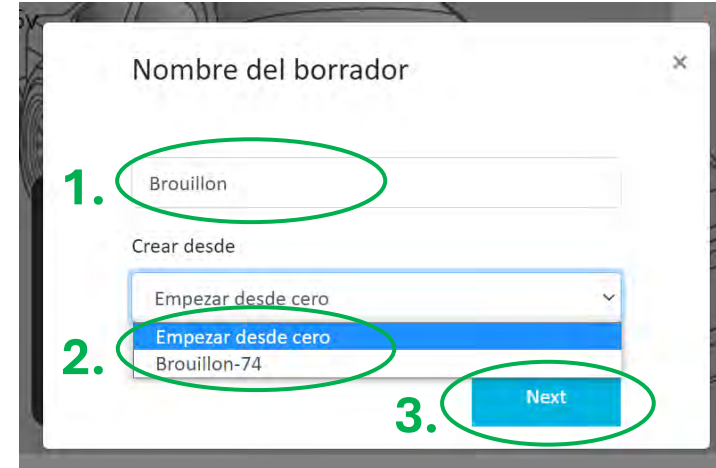 Nombre del borrador
×
1.
Brouillon
Crear desde
Empezar desde cero
2.
Empezar desde cero
Brouillon-74
3.
Next